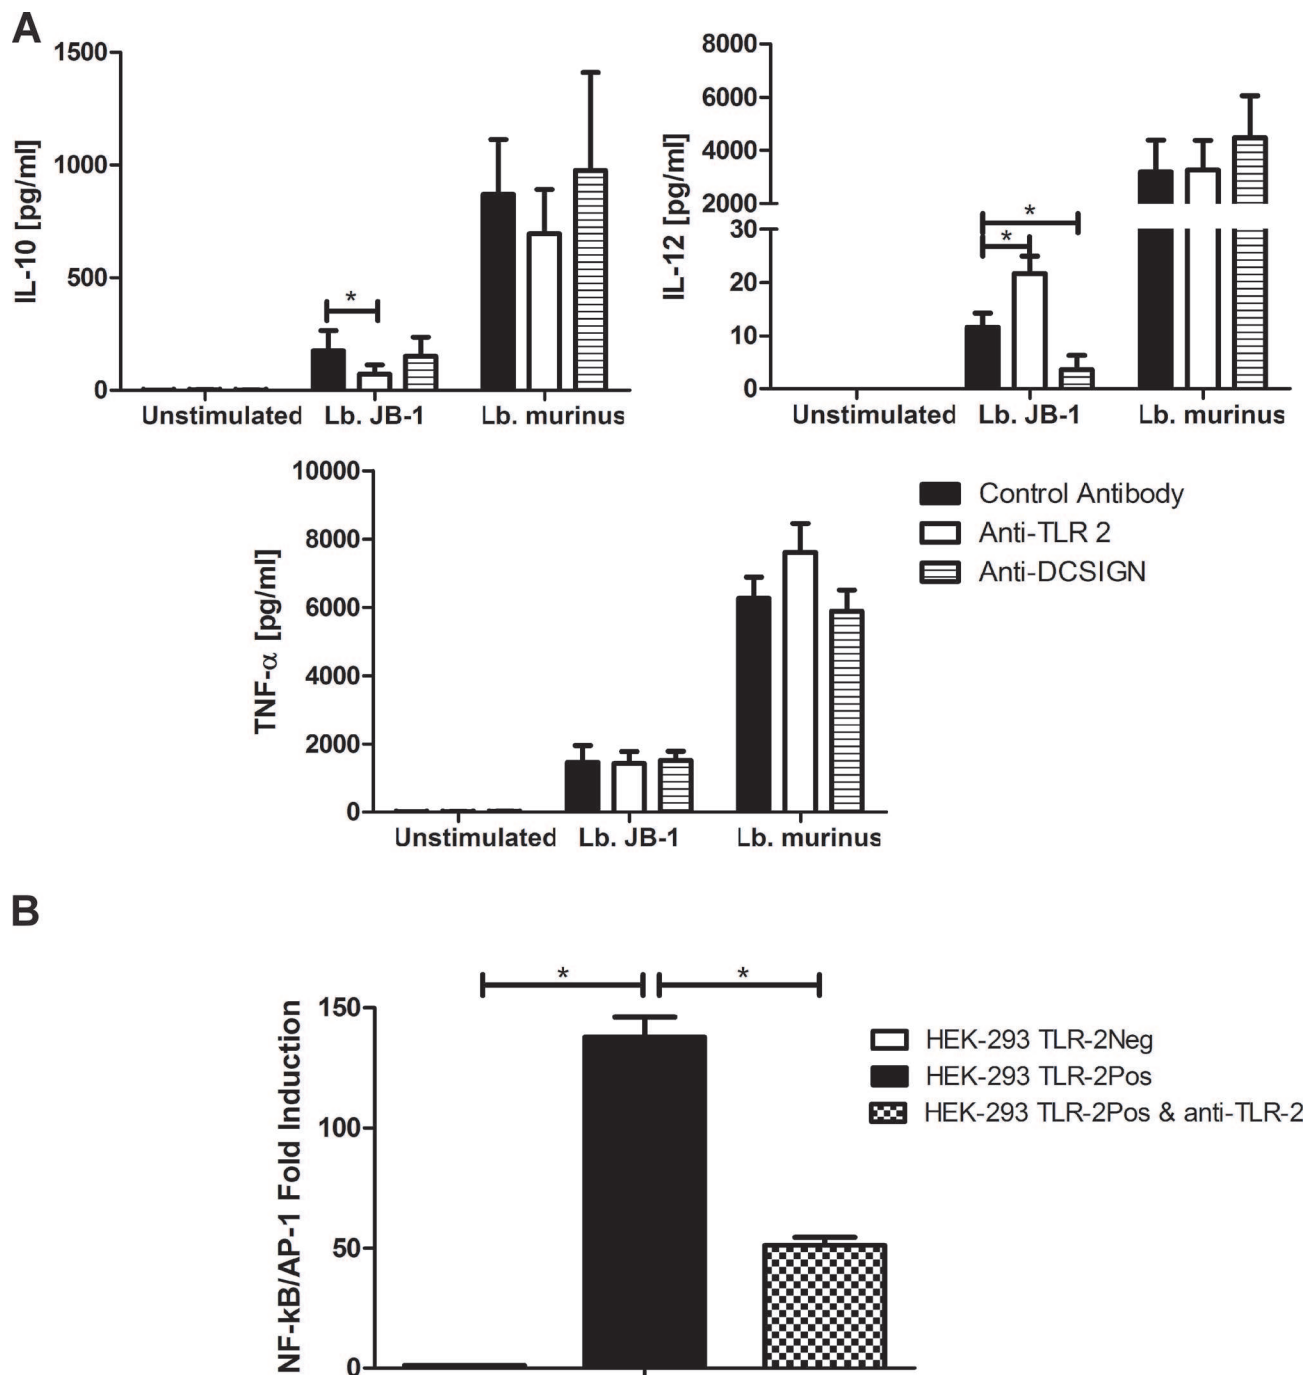 A
IL-10 [pg/ml]
1500
1000
500
0
*
Unstimulated Lb. JB-1 Lb. murinus
IL-12 [pg/ml]
8000
6000
4000
2000
30
20
10
0
*
*
Unstimulated Lb. JB-1 Lb. murinus
TNF-α [pg/ml]
10000
8000
6000
4000
2000
0
Unstimulated Lb. JB-1 Lb. murinus
Control Antibody
Anti-TLR 2
Anti-DCSIGN
B
NF-kB/AP-1 Fold Induction
150
100
50
0
* *
HEK-293 TLR-2Neg
HEK-293 TLR-2Pos
HEK-293 TLR-2Pos & anti-TLR-2